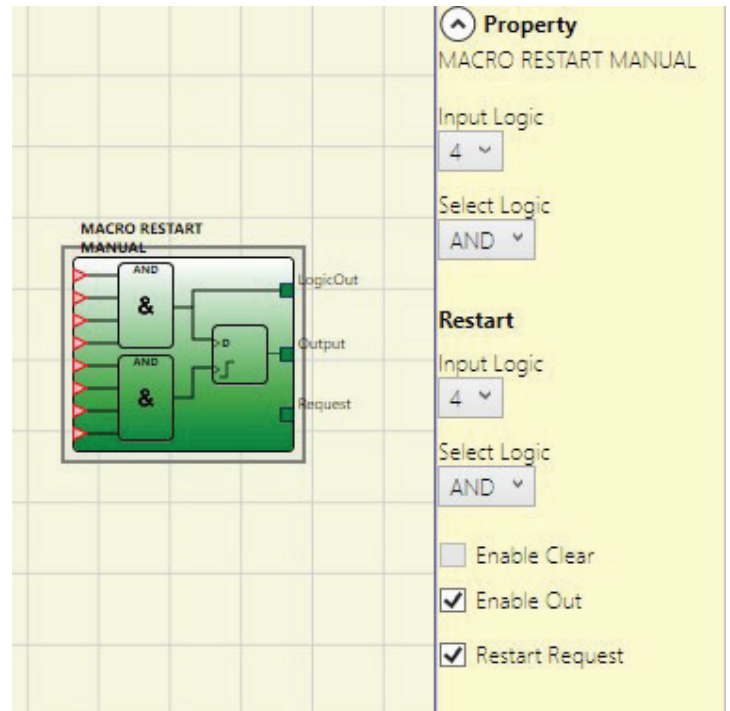 MACRO RESTART
MANUAL
AND
&
AND
&
D
LogicOut
Output
Request
Property
MACRO RESTART MANUAL
Input Logic
4
Select Logic
AND
Restart
Input Logic
4
Select Logic
AND
Enable Clear
Enable Out
Restart Request